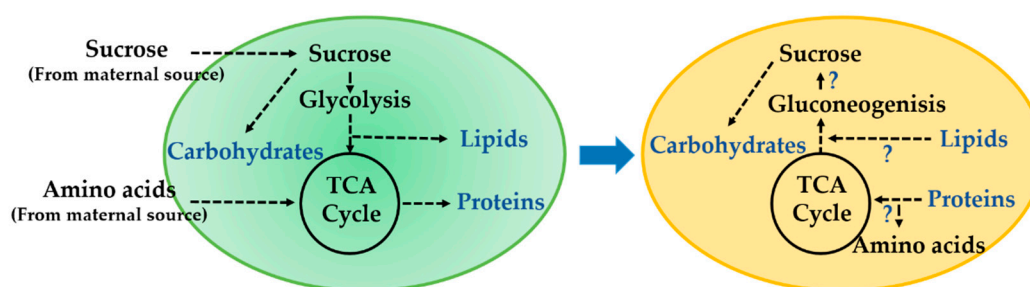 Sucrose
(From maternal source)
Sucrose
Glycolysis
Carbohydrates
Lipids
Amino acids
(From maternal source)
TCA
Cycle
Proteins
Sucrose
?
Gluconeogenisis
Carbohydrates
Lipids
?
TCA
Cycle
Proteins
?
Amino acids